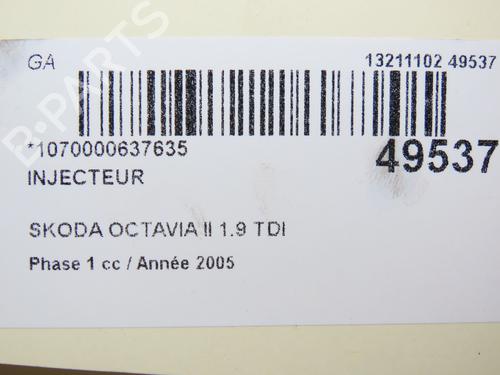 GA
13211102 49537
*1070000637635
49537
INJECTEUR
SKODA OCTAVIA II 1.9 TDI
Phase 1 cc / Année 2005
B-PARTS